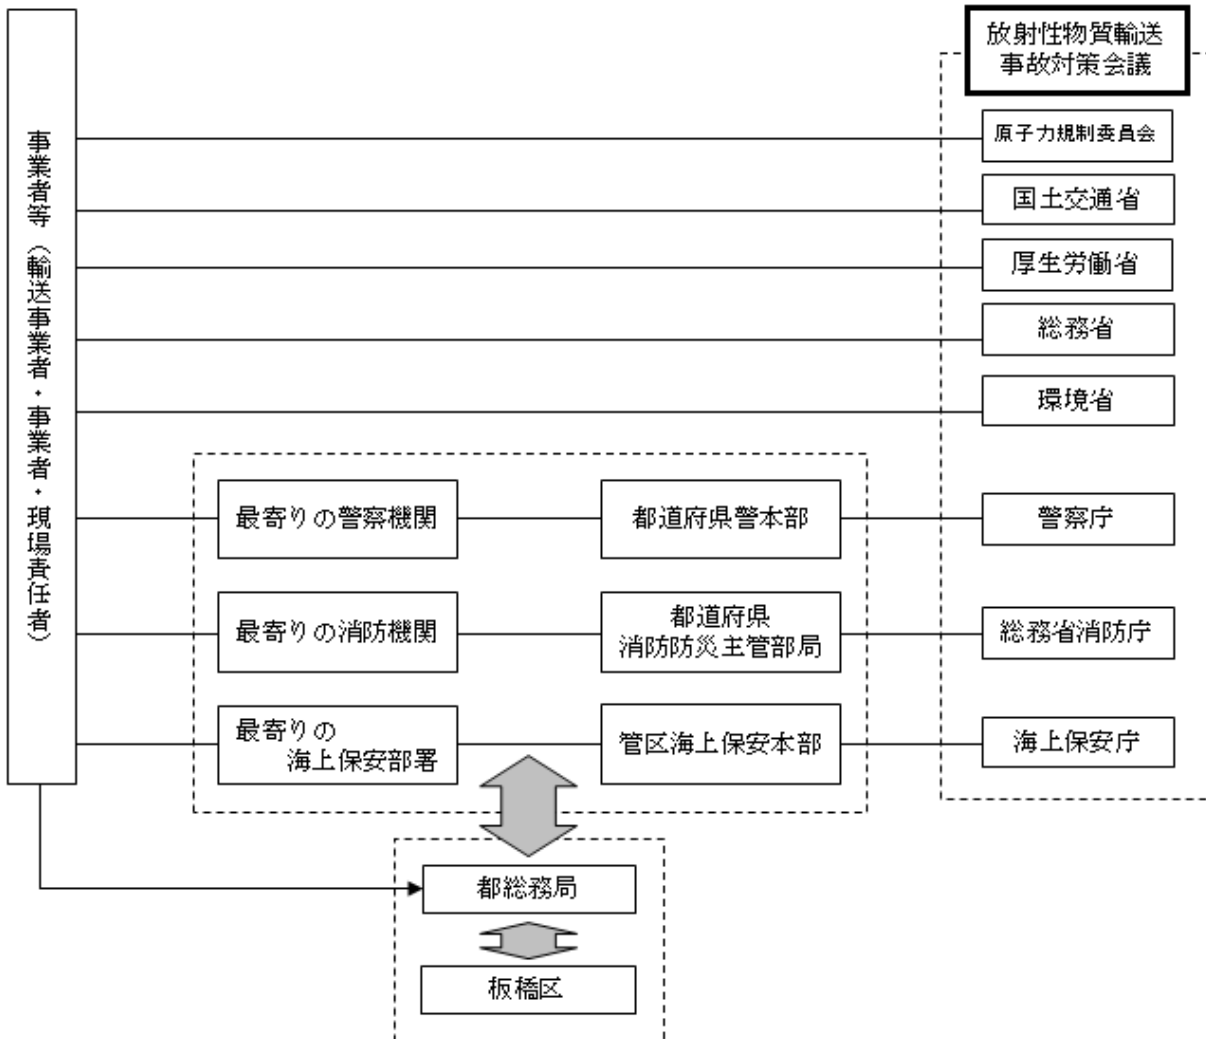 放射性物質輸送
事故対策会議
事業者等（輸送事業者・事業者・現場責任者）
原子力規制委員会
国土交通省
厚生労働省
総務省
環境省
最寄りの警察機関
都道府県警本部
警察庁
最寄りの消防機関
都道府県
消防防災主管部局
総務省消防庁
最寄りの
海上保安部署
管区海上保安本部
海上保安庁
都総務局
板橋区